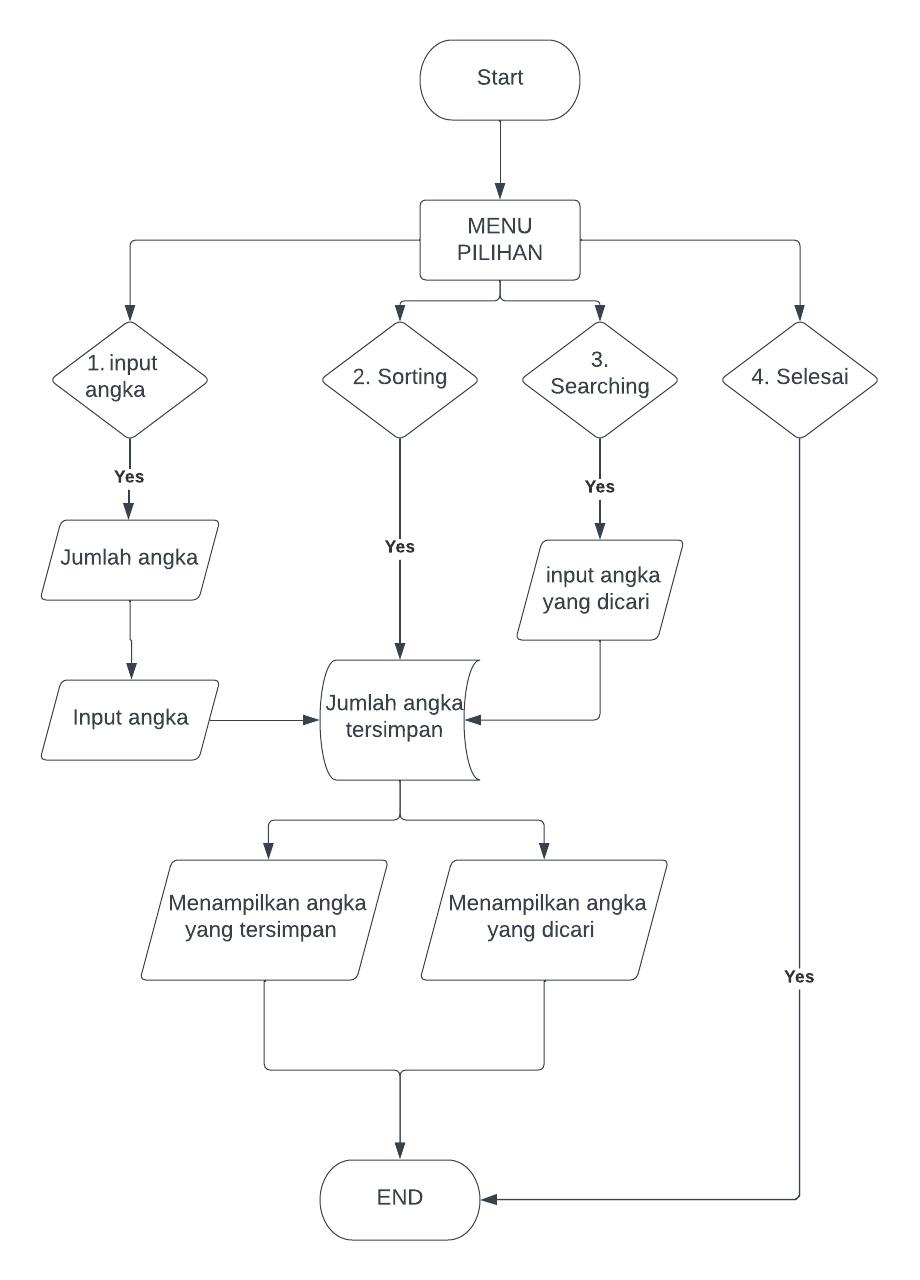 Start
MENU
PILIHAN
1. input
angka
2. Sorting
3.
Searching
4. Selesai
Yes
Yes
Yes
Jumlah angka
input angka
yang dicari
Input angka
Jumlah angka
tersimpan
Menampilkan angka
yang tersimpan
Menampilkan angka
yang dicari
Yes
END